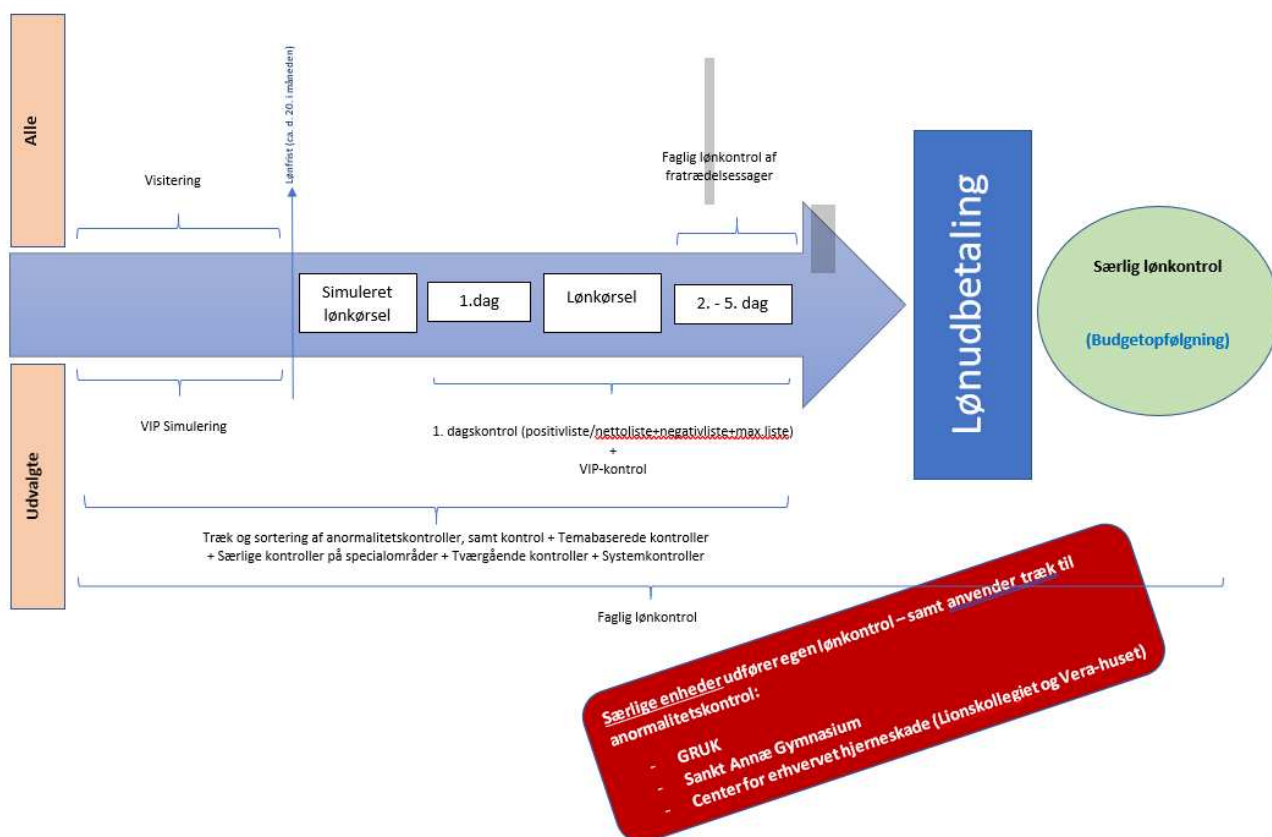 Alle
Lønfrist (ca. d. 20. i måneden)
Visitering
Faglig lønkontrol af
fratrædelsessager
Simuleret
lønkørsel
1.dag
Lønkørsel
2. - 5. dag
Lønudbetaling
Særlig lønkontrol
(Budgetopfølgning)
Udvalgte
VIP Simulering
1. dagskontrol (positivliste/nettoliste+negativliste+max.liste)
+
VIP-kontrol
Træk og sortering af anormalitetskontroller, samt kontrol + Temabaserede kontroller
+ Særlige kontroller på specialområder + Tværgående kontroller + Systemkontroller
Faglig lønkontrol
Særlige enheder udfører egen lønkontrol – samt anvender træk til
anormalitetskontrol:
- GRUK
- Sankt Annæ Gymnasium
- Center for erhvervet hjerneskade (Lionskollegiet og Vera-huset)